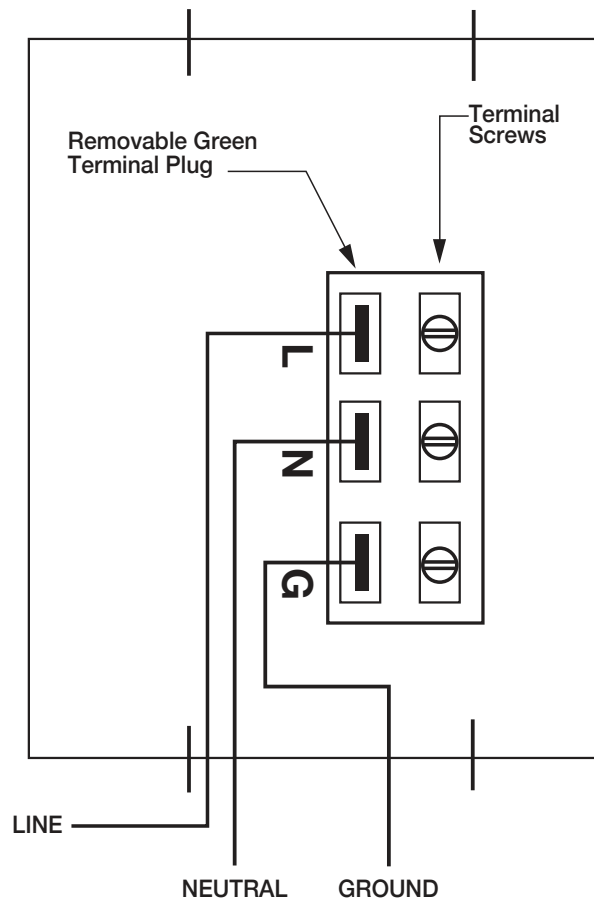 Terminal
Screws
Removable Green
Terminal Plug
L
N
G
LINE
NEUTRAL
GROUND